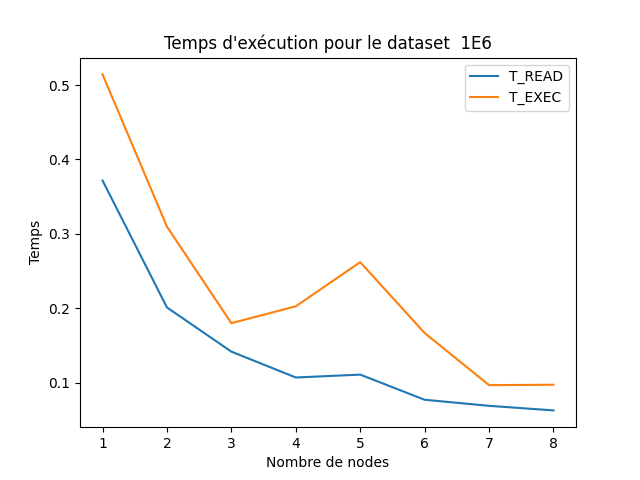 Temps d'exécution pour le dataset  1E6
T_READ
T_EXEC
0.5
0.4
0.3
0.2
0.1
Temps
1 2 3 4 5 6 7 8
Nombre de nodes